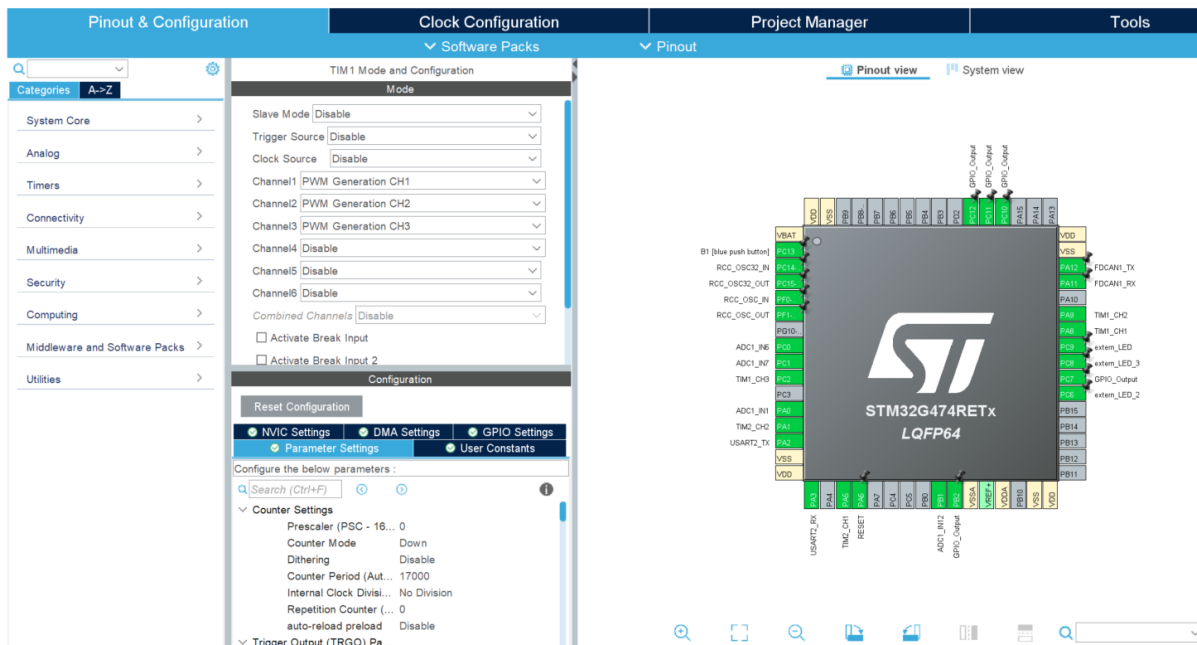 Pinout & Configuration
Clock Configuration
Project Manager
Tools
Software Packs
Pinout
Categories
A->Z
System Core
Analog
Timers
Connectivity
Multimedia
Security
Computing
Middleware and Software Packs
Utilities
TIM1 Mode and Configuration
Mode
Slave Mode Disable
Trigger Source Disable
Clock Source Disable
Channel1 PWM Generation CH1
Channel2 PWM Generation CH2
Channel3 PWM Generation CH3
Channel4 Disable
Channel5 Disable
Channel6 Disable
Combined Channels Disable
Activate Break Input
Activate Break Input 2
Configuration
Reset Configuration
NVIC Settings
DMA Settings
GPIO Settings
Parameter Settings
User Constants
Configure the below parameters :
Search (Ctrl+F)
Counter Settings
Prescaler (PSC - 16... 0
Counter Mode Down
Dithering Disable
Counter Period (Aut... 17000
Internal Clock Divisi... No Division
Repetition Counter (... 0
auto-reload preload Disable
Trigger Output (TRGO) Pa
Pinout view
System view
GPIO_Output
GPIO_Output
GPIO_Output
VDD
VSS
PB9
PB8-
PB7
PB6
PB5
PB4
PB3
PD2
PC12
PC11
PC10
PA15
PA14
PA13
VBAT
B1 [blue push button] PC13
RCC_OSC32_IN PC14-
RCC_OSC32_OUT PC15-
RCC_OSC_IN PF0-
RCC_OSC_OUT PF1-
PG10-..
ADC1_IN6 PC0
ADC1_IN7 PC1
TIM1_CH3 PC2
PC3
ADC1_IN1 PA0
TIM2_CH2 PA1
USART2_TX PA2
VSS
VDD
ST
STM32G474RETx
LQFP64
VDD
VSS
PA12 FDCAN1_TX
PA11 FDCAN1_RX
PA10
PA9 TIM1_CH2
PA8 TIM1_CH1
PC9 extern_LED
PC8 extern_LED_3
PC7 GPIO_Output
PC6 extern_LED_2
PB15
PB14
PB13
PB12
PB11
PA3
PA4
PA5
PA6
PA7
PC4
PC5
PB0
PB1
PB2
VSSA
VREF+
VDDA
PB10
VSS
VDD
USART2_RX
TIM2_CH1
RESET
ADC1_IN12
GPIO_Output